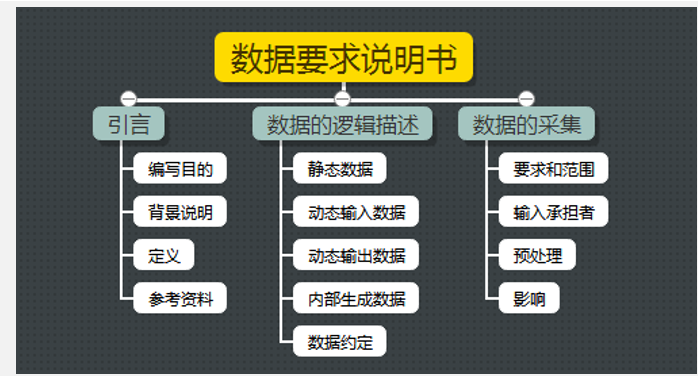 数据要求说明书
引言
编写目的
背景说明
定义
参考资料
数据的逻辑描述
静态数据
动态输入数据
动态输出数据
内部生成数据
数据约定
数据的采集
要求和范围
输入承担者
预处理
影响